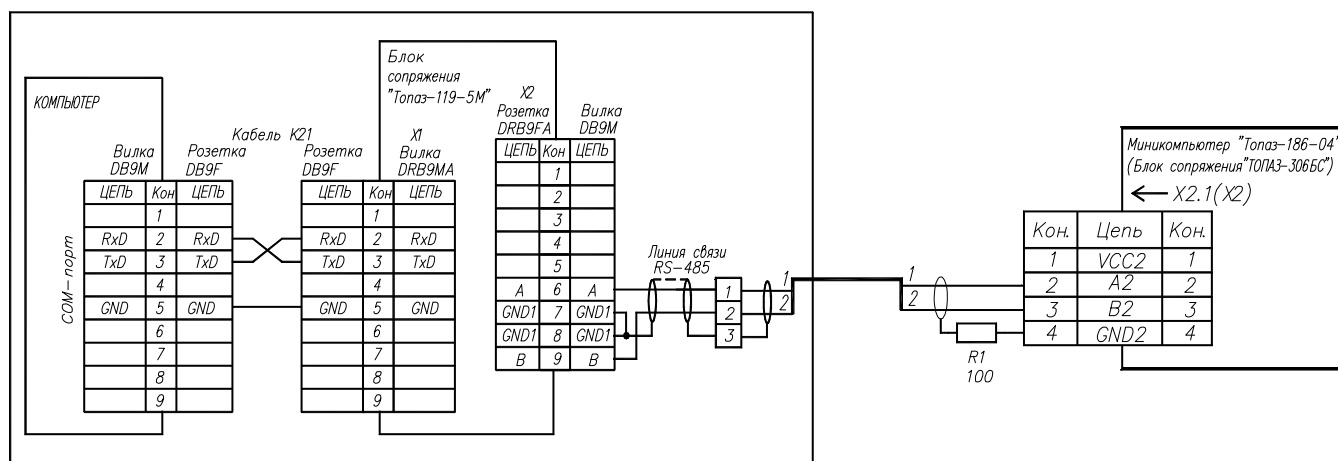 КОМПЬЮТЕР
Блок
сопряжения
"Топаз-119-5М"
Кабель К21
Вилка
DB9M
Розетка
DB9F
Розетка
DB9F
X1
Вилка
DRB9MA
X2
Розетка
DRB9FA
Вилка
DB9M
COM-порт
ЦЕПЬ Кон ЦЕПЬ
1
RxD 2 RxD
TxD 3 TxD
4
GND 5 GND
6
7
8
9
ЦЕПЬ Кон ЦЕПЬ
1
RxD 2 RxD
TxD 3 TxD
4
GND 5 GND
6
7
8
9
ЦЕПЬ Кон ЦЕПЬ
1
2
3
4
5
A 6 A
GND1 7 GND1
GND1 8 GND1
B 9 B
Линия связи
RS-485
1
2
3
1
2
1
2
R1
100
Миникомпьютер "Топаз-186-04"
(Блок сопряжения"ТОПАЗ-306БС")
X2.1(X2)
Кон. Цепь Кон.
1 VCC2 1
2 A2 2
3 B2 3
4 GND2 4